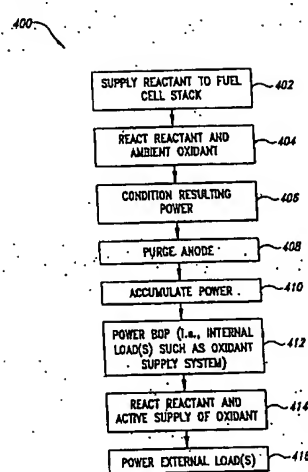 400
SUPPLY REACTANT TO FUEL
CELL STACK
402
REACT REACTANT AND
AMBIENT OXIDANT
404
CONDITION RESULTING
POWER
406
PURGE ANODE
408
ACCUMULATE POWER
410
POWER BOP (i.e., INTERNAL
LOAD(S) SUCH AS OXIDANT
SUPPLY SYSTEM)
412
REACT REACTANT AND
ACTIVE SUPPLY OF OXIDANT
414
POWER EXTERNAL LOAD(S)
416